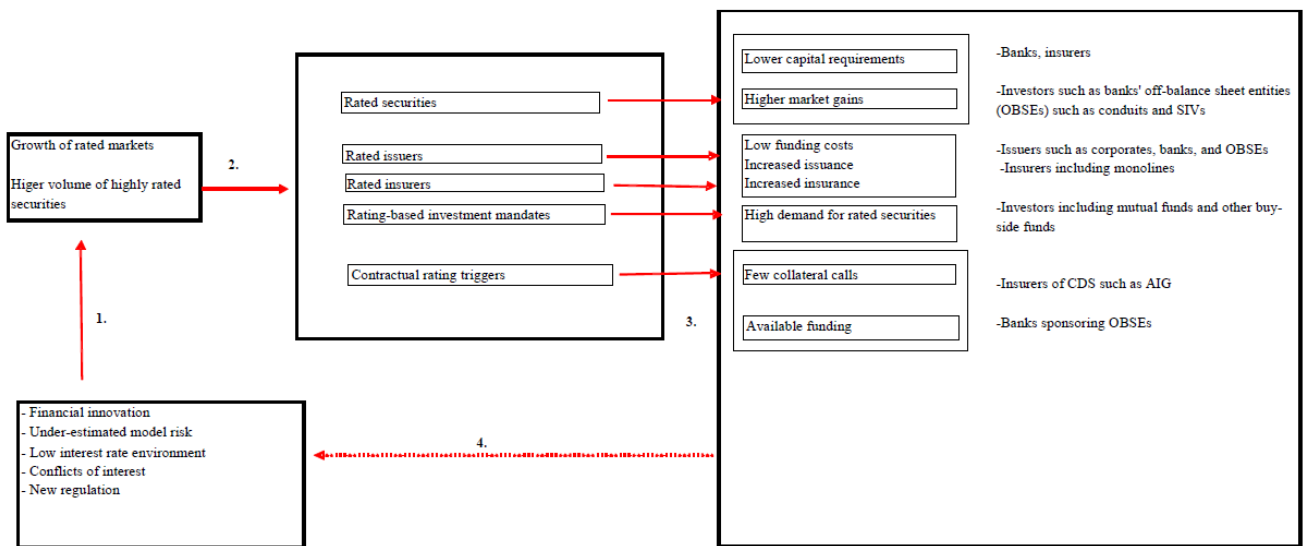 Growth of rated markets
Higer volume of highly rated
securities
2.
1.
- Financial innovation
- Under-estimated model risk
- Low interest rate environment
- Conflicts of interest
- New regulation
Rated securities
Rated issuers
Rated insurers
Rating-based investment mandates
Contractual rating triggers
3.
4.
Lower capital requirements
Higher market gains
Low funding costs
Increased issuance
Increased insurance
High demand for rated securities
Few collateral calls
Available funding
-Banks, insurers
-Investors such as banks' off-balance sheet entities
(OBSEs) such as conduits and SIVs
-Issuers such as corporates, banks, and OBSEs
-Insurers including monolines
-Investors including mutual funds and other buy-
side funds
-Insurers of CDS such as AIG
-Banks sponsoring OBSEs